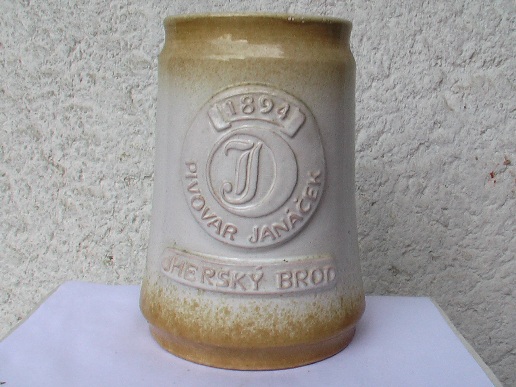 1894
J
PIVOVAR JANÁČEK
UHERSKÝ BROD